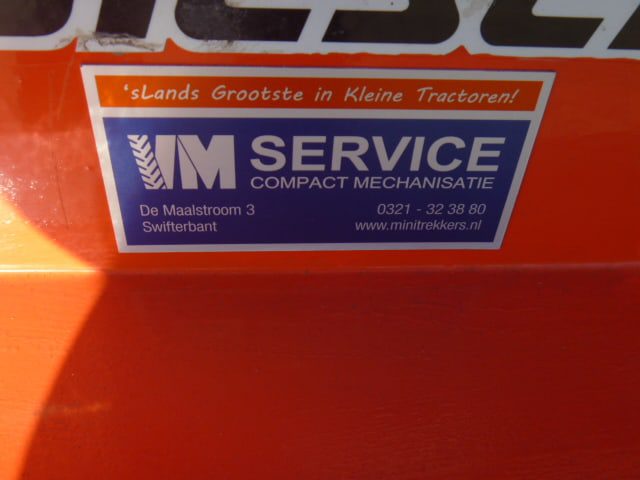 DIESEL
'sLands Grootste in Kleine Tractoren!
VM SERVICE
COMPACT MECHANISATIE
De Maalstroom 3 0321 - 32 38 80
Swifterbant www.minitrekkers.nl